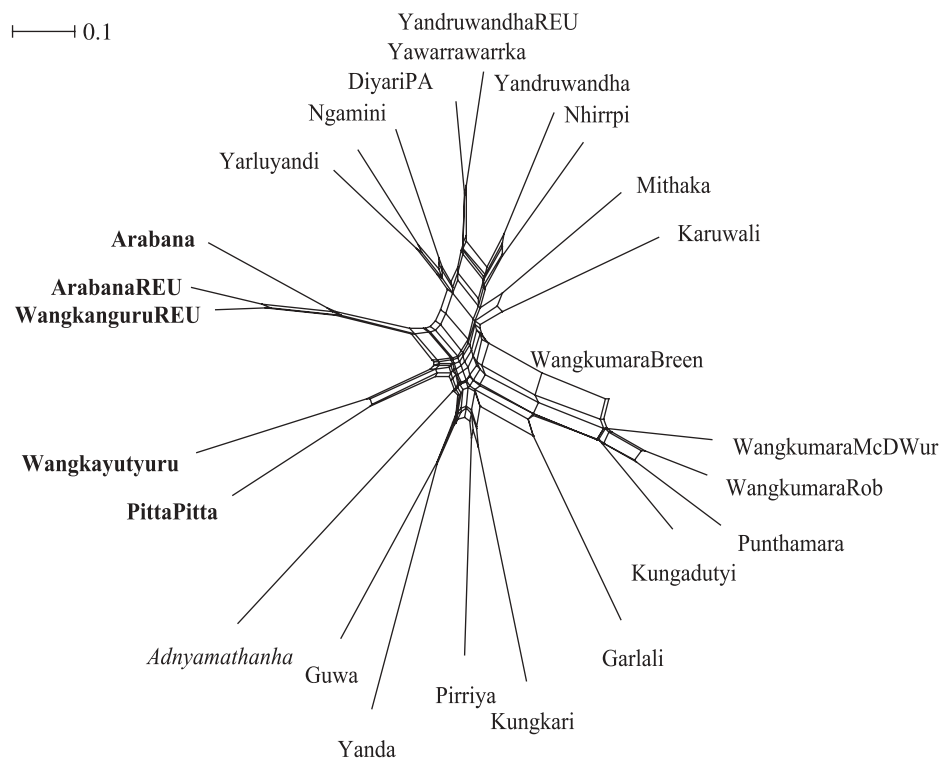 0.1
YandruwandhaREU
Yawarrawarrka
DiyariPA
Yandruwandha
Ngamini
Nhirrpi
Yarluyandi
Mithaka
Karuwali
Arabana
ArabanaREU
WangkanguruREU
WangkumaraBreen
WangkumaraMcDWur
WangkumaraRob
Wangkayutyuru
PittaPitta
Punthamara
Kungadutyi
Adnyamathanha
Garlali
Guwa
Pirriya
Kungkari
Yanda